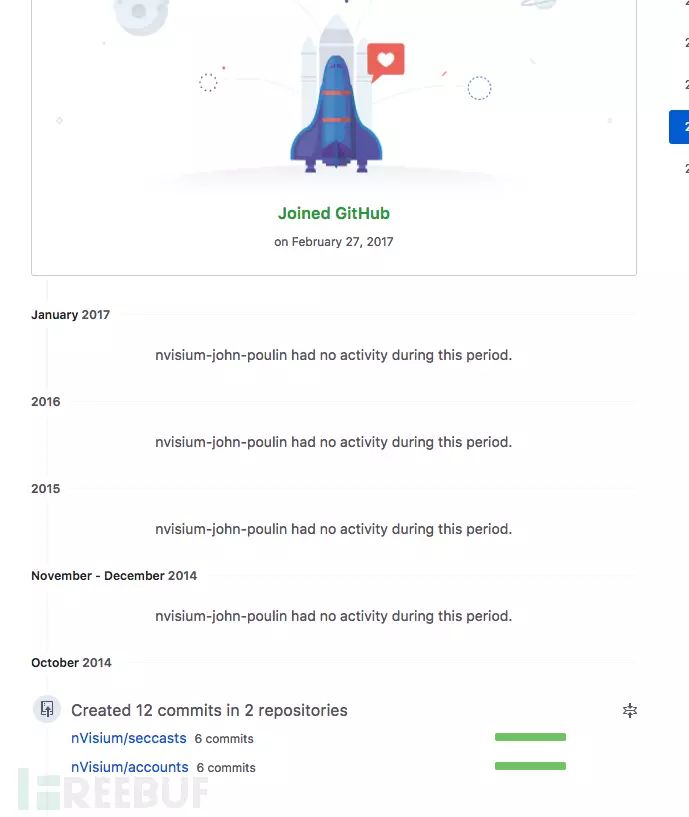 Joined GitHub
on February 27, 2017
January 2017
nvisium-john-poulin had no activity during this period.
2016
nvisium-john-poulin had no activity during this period.
2015
nvisium-john-poulin had no activity during this period.
November - December 2014
nvisium-john-poulin had no activity during this period.
October 2014
Created 12 commits in 2 repositories
nVisium/seccasts 6 commits
nVisium/accounts 6 commits
FREEBUF